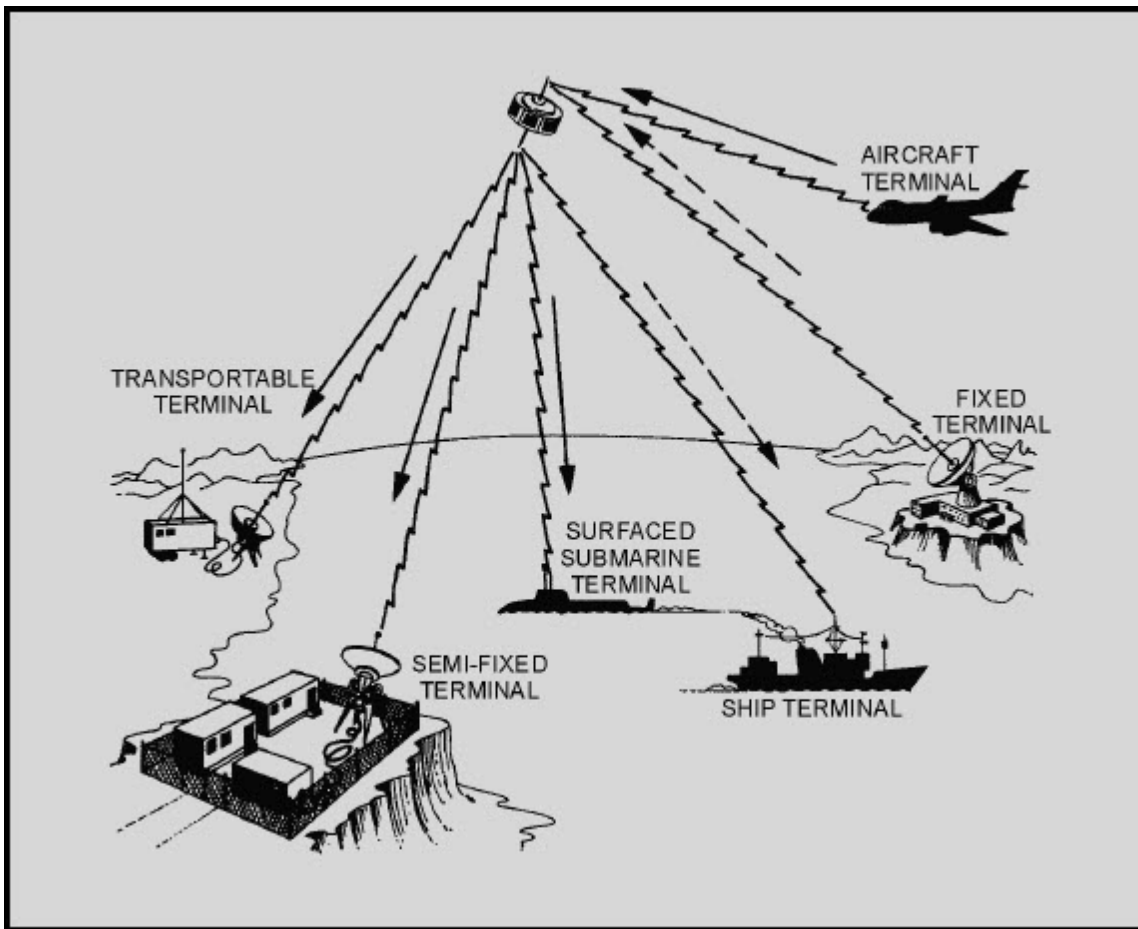 AIRCRAFT
TERMINAL
TRANSPORTABLE
TERMINAL
FIXED
TERMINAL
SURFACED
SUBMARINE
TERMINAL
SEMI-FIXED
TERMINAL
SHIP TERMINAL